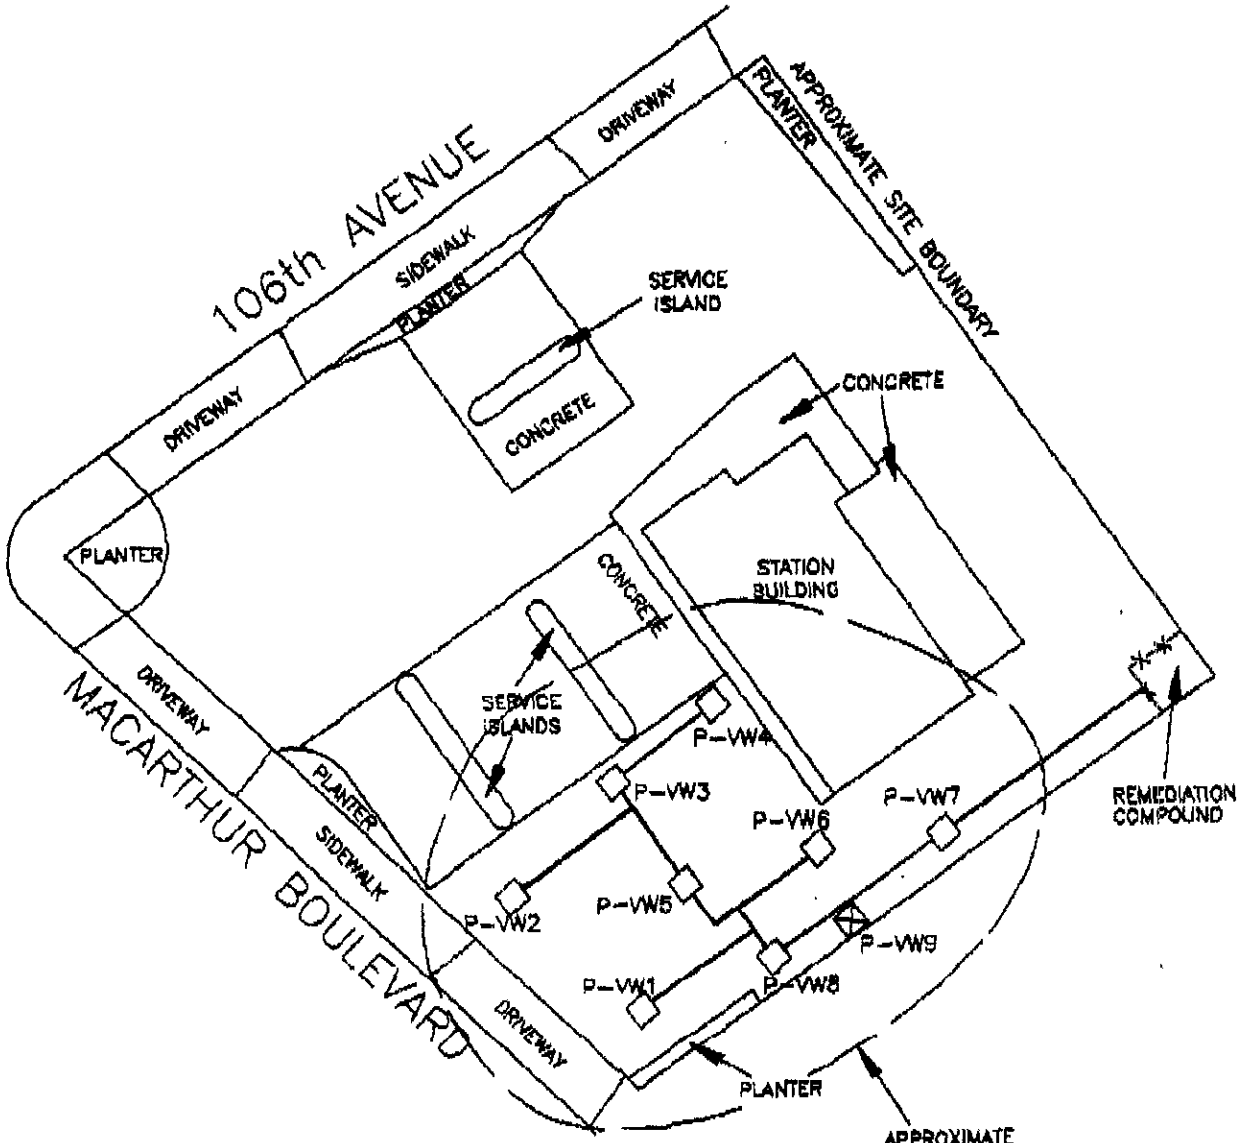 106th AVENUE
DRIVEWAY
APPROXIMATE SITE BOUNDARY
PLANTER
SIDEWALK
PLANTER
SERVICE
ISLAND
DRIVEWAY
CONCRETE
CONCRETE
PLANTER
STATION
BUILDING
CONCRETE
MACARTHUR BOULEVARD
DRIVEWAY
SERVICE
ISLANDS
P-VW4
PLANTER
P-VW3
SIDEWALK
P-VW6
P-VW7
REMEDIATION
COMPOUND
P-VW5
P-VW2
P-VW9
P-VW1
P-VW8
DRIVEWAY
PLANTER
APPROXIMATE